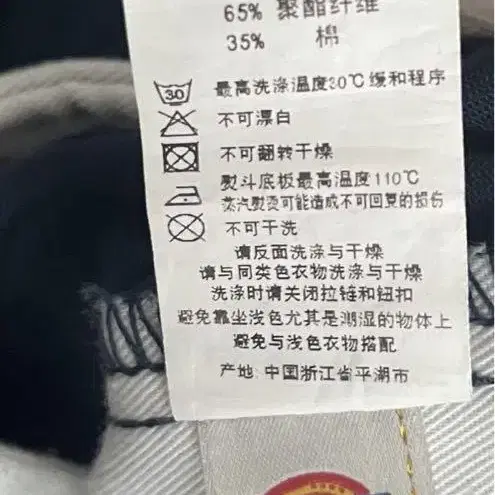 65% 聚酯纤维
35% 棉
30 最高洗涤温度30℃缓和程序
不可漂白
不可翻转干燥
熨斗底板最高温度110℃
蒸汽熨烫可能造成不可回复的损伤
不可干洗
请反面洗涤与干燥
请与同类色衣物洗涤与干燥
洗涤时请关闭拉链和钮扣
避免靠坐浅色尤其是潮湿的物体上
避免与浅色衣物搭配
产地：中国浙江省平湖市